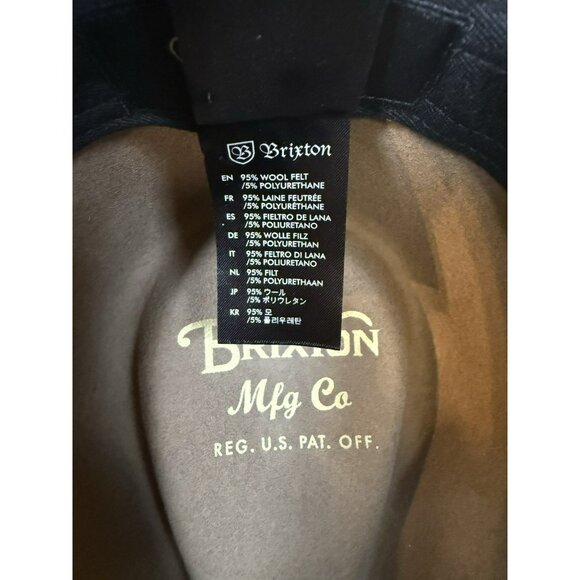 B Brixton
EN 95% WOOL FELT
/5% POLYURETHANE
FR 95% LAINE FEUTRÉE
/5% POLYURÉTHANE
ES 95% FIELTRO DE LANA
/5% POLIURETANO
DE 95% WOLLE FILZ
/5% POLYURETHAN
IT 95% FELTRO DI LANA
/5% POLIURETANO
NL 95% FILT
/5% POLYURETHAAN
JP 95% ウール
/5% ポリウレタン
KR 95% 모
/5% 폴리우레탄
BRIXTON
Mfg Co
REG. U.S. PAT. OFF.